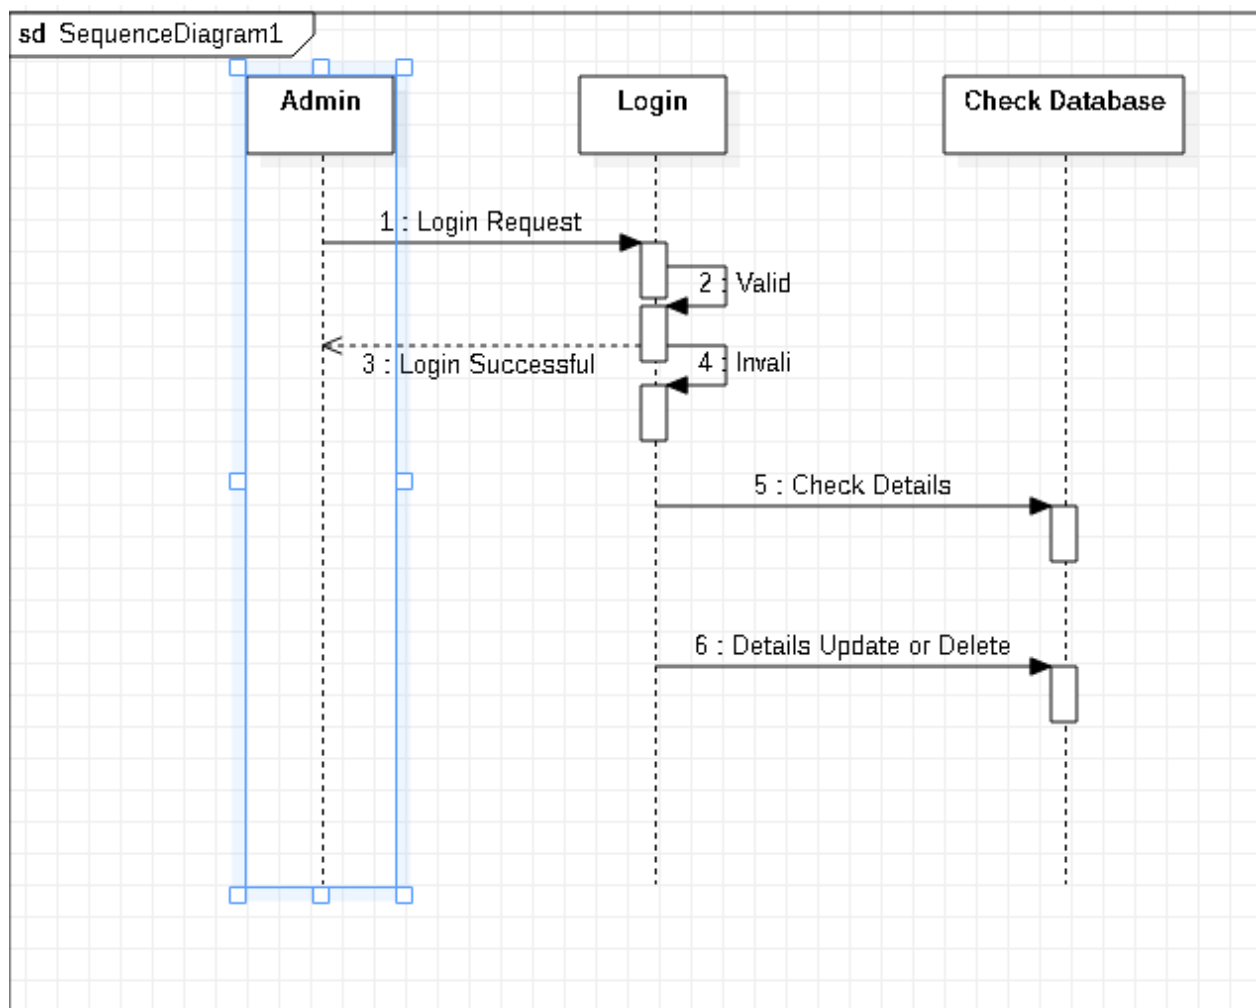 sd SequenceDiagram1
Admin
Login
Check Database
1 : Login Request
2 : Valid
3 : Login Successful
4 : Invali
5 : Check Details
6 : Details Update or Delete